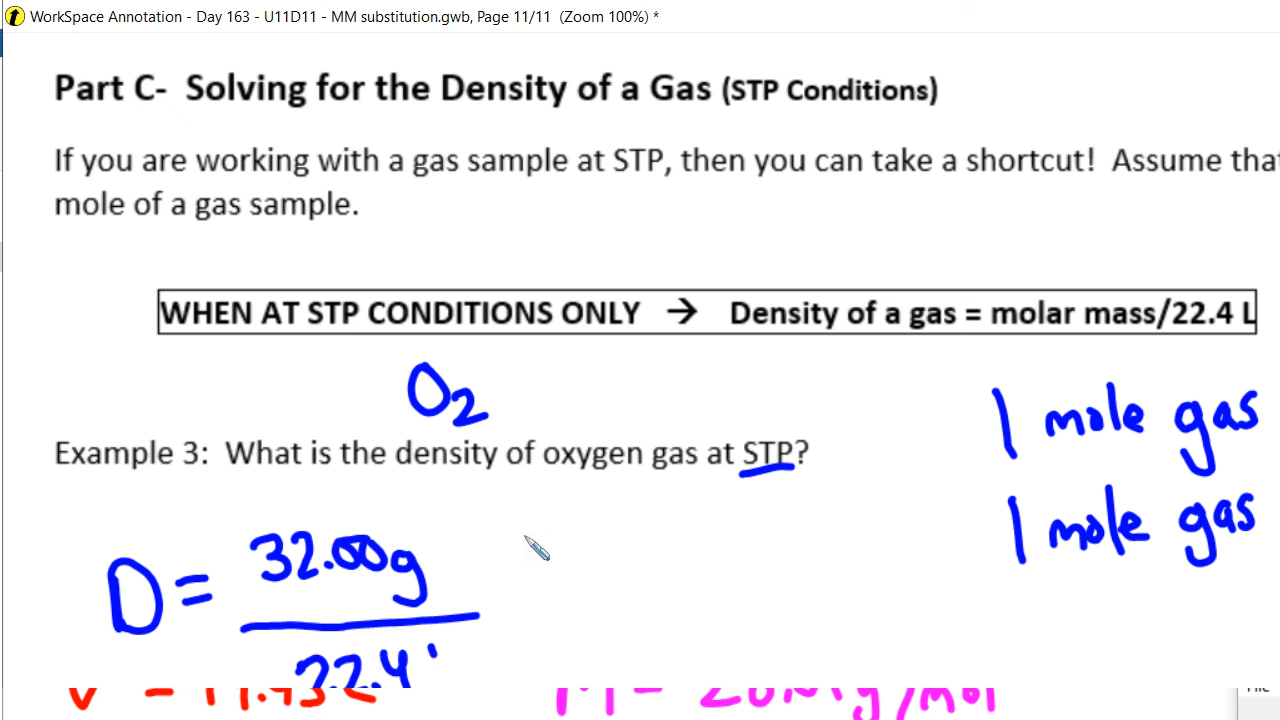 WorkSpace Annotation - Day 163 - U11D11 - MM substitution.gwb, Page 11/11 (Zoom 100%) *
Part C- Solving for the Density of a Gas (STP Conditions)
If you are working with a gas sample at STP, then you can take a shortcut! Assume that
mole of a gas sample.
WHEN AT STP CONDITIONS ONLY → Density of a gas = molar mass/22.4 L
O₂
1 mole gas
Example 3: What is the density of oxygen gas at STP?
1 mole gas
D = 32.00g
22.4